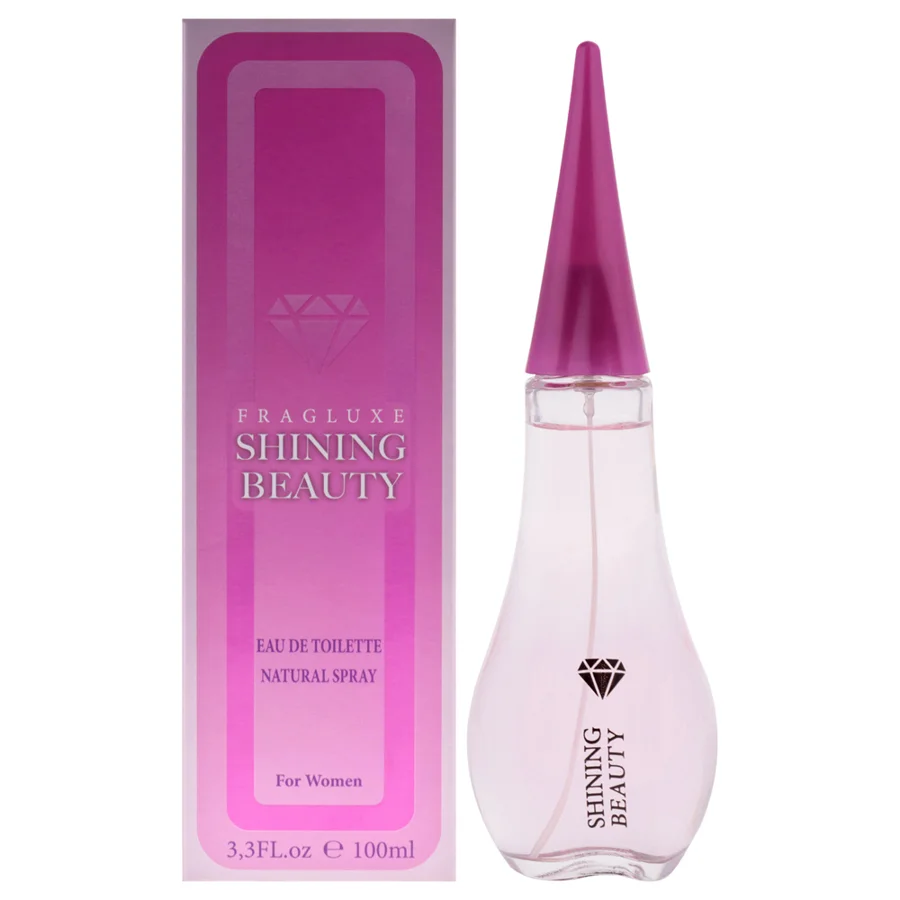 FRAGLUXE
SHINING
BEAUTY
EAU DE TOILETTE
NATURAL SPRAY
For Women
3,3FL.oz ℮ 100ml
SHINING
BEAUTY